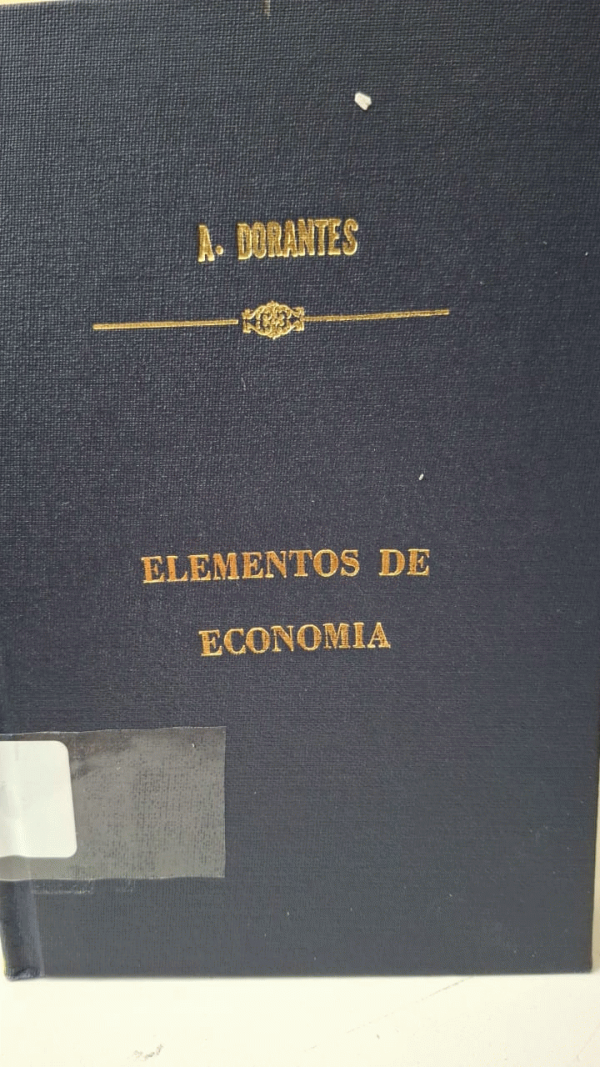 A. DORANTES
ELEMENTOS DE
ECONOMIA